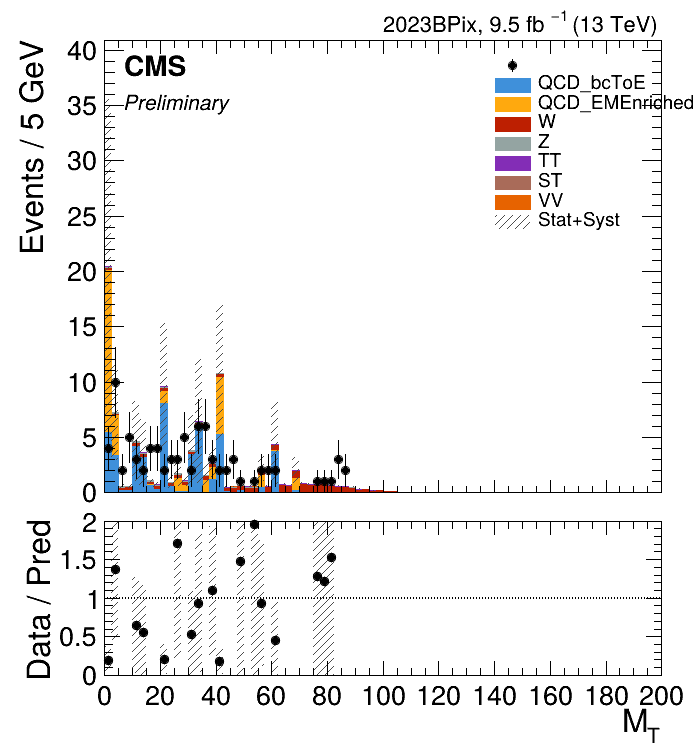 2023BPix, 9.5 fb⁻¹ (13 TeV)
CMS
Preliminary
QCD_bcToE
QCD_EMEnriched
W
Z
TT
ST
VV
Stat+Syst
Events / 5 GeV
40
35
30
25
20
15
10
5
0
Data / Pred
2
1.5
1
0.5
0
0 20 40 60 80 100 120 140 160 180 200
M_T